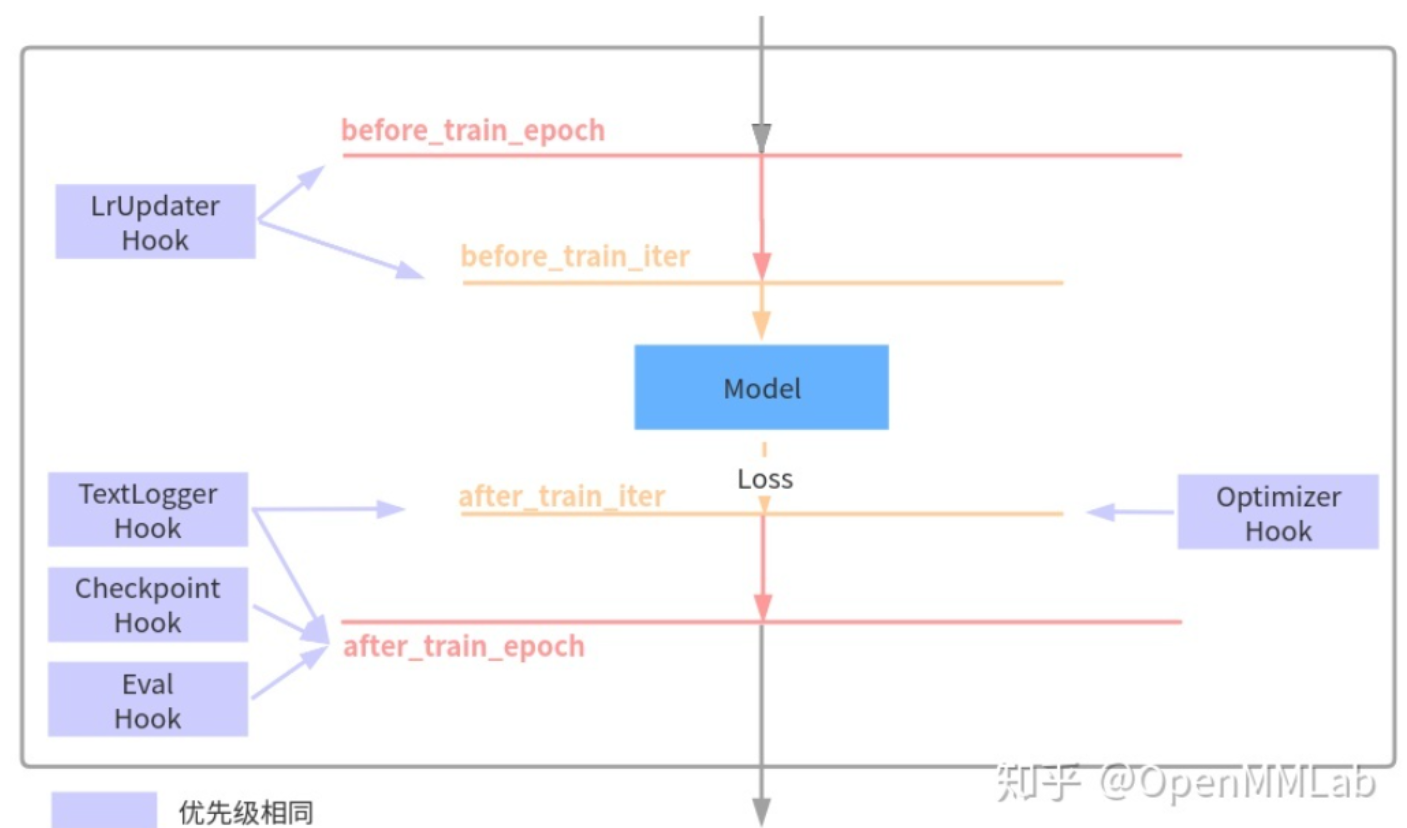 before_train_epoch
LrUpdater
Hook
before_train_iter
Model
Loss
TextLogger
Hook
after_train_iter
Optimizer
Hook
Checkpoint
Hook
after_train_epoch
Eval
Hook
知乎 @OpenMMLab
优先级相同